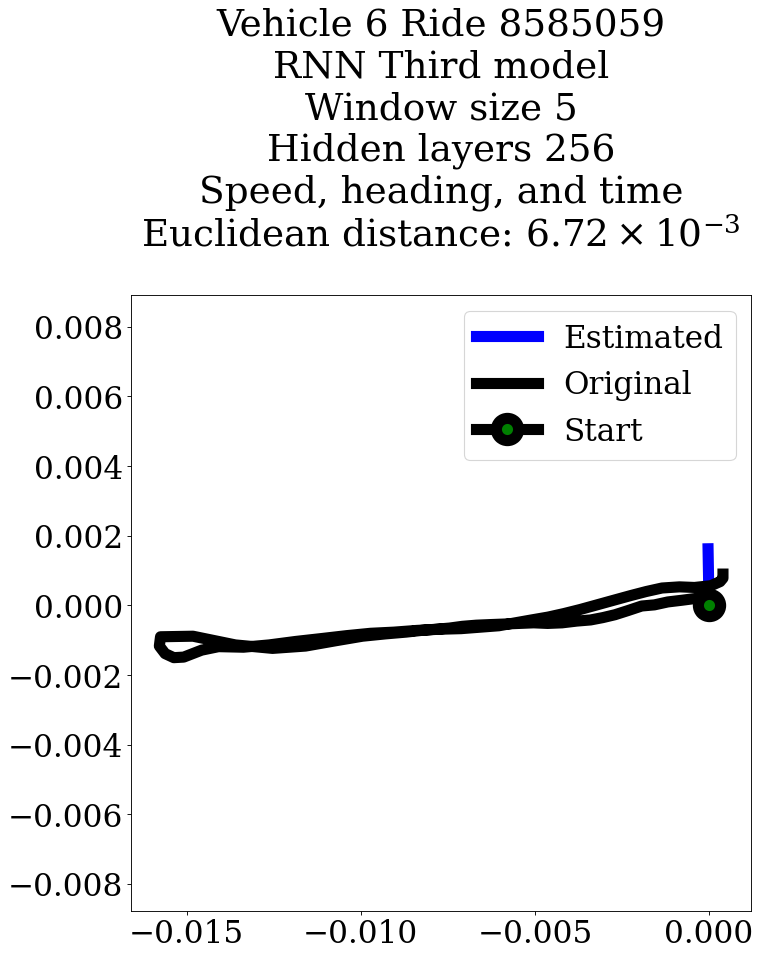 Vehicle 6 Ride 8585059
RNN Third model
Window size 5
Hidden layers 256
Speed, heading, and time
Euclidean distance: 6.72 × 10⁻³
Estimated
Original
Start
0.008
0.006
0.004
0.002
0.000
−0.002
−0.004
−0.006
−0.008
−0.015 −0.010 −0.005 0.000